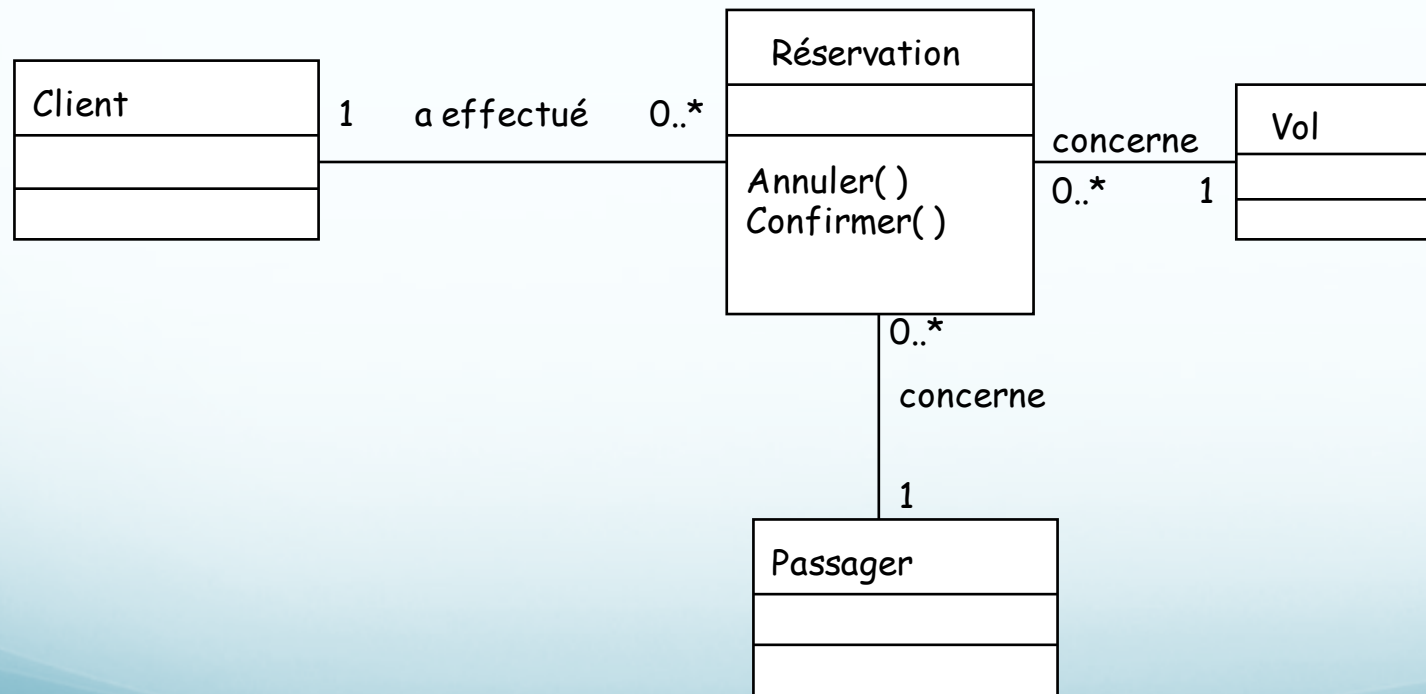 Réservation
Client
1 a effectué 0..*
Vol
concerne
0..* 1
Annuler( )
Confirmer( )
0..*
concerne
1
Passager